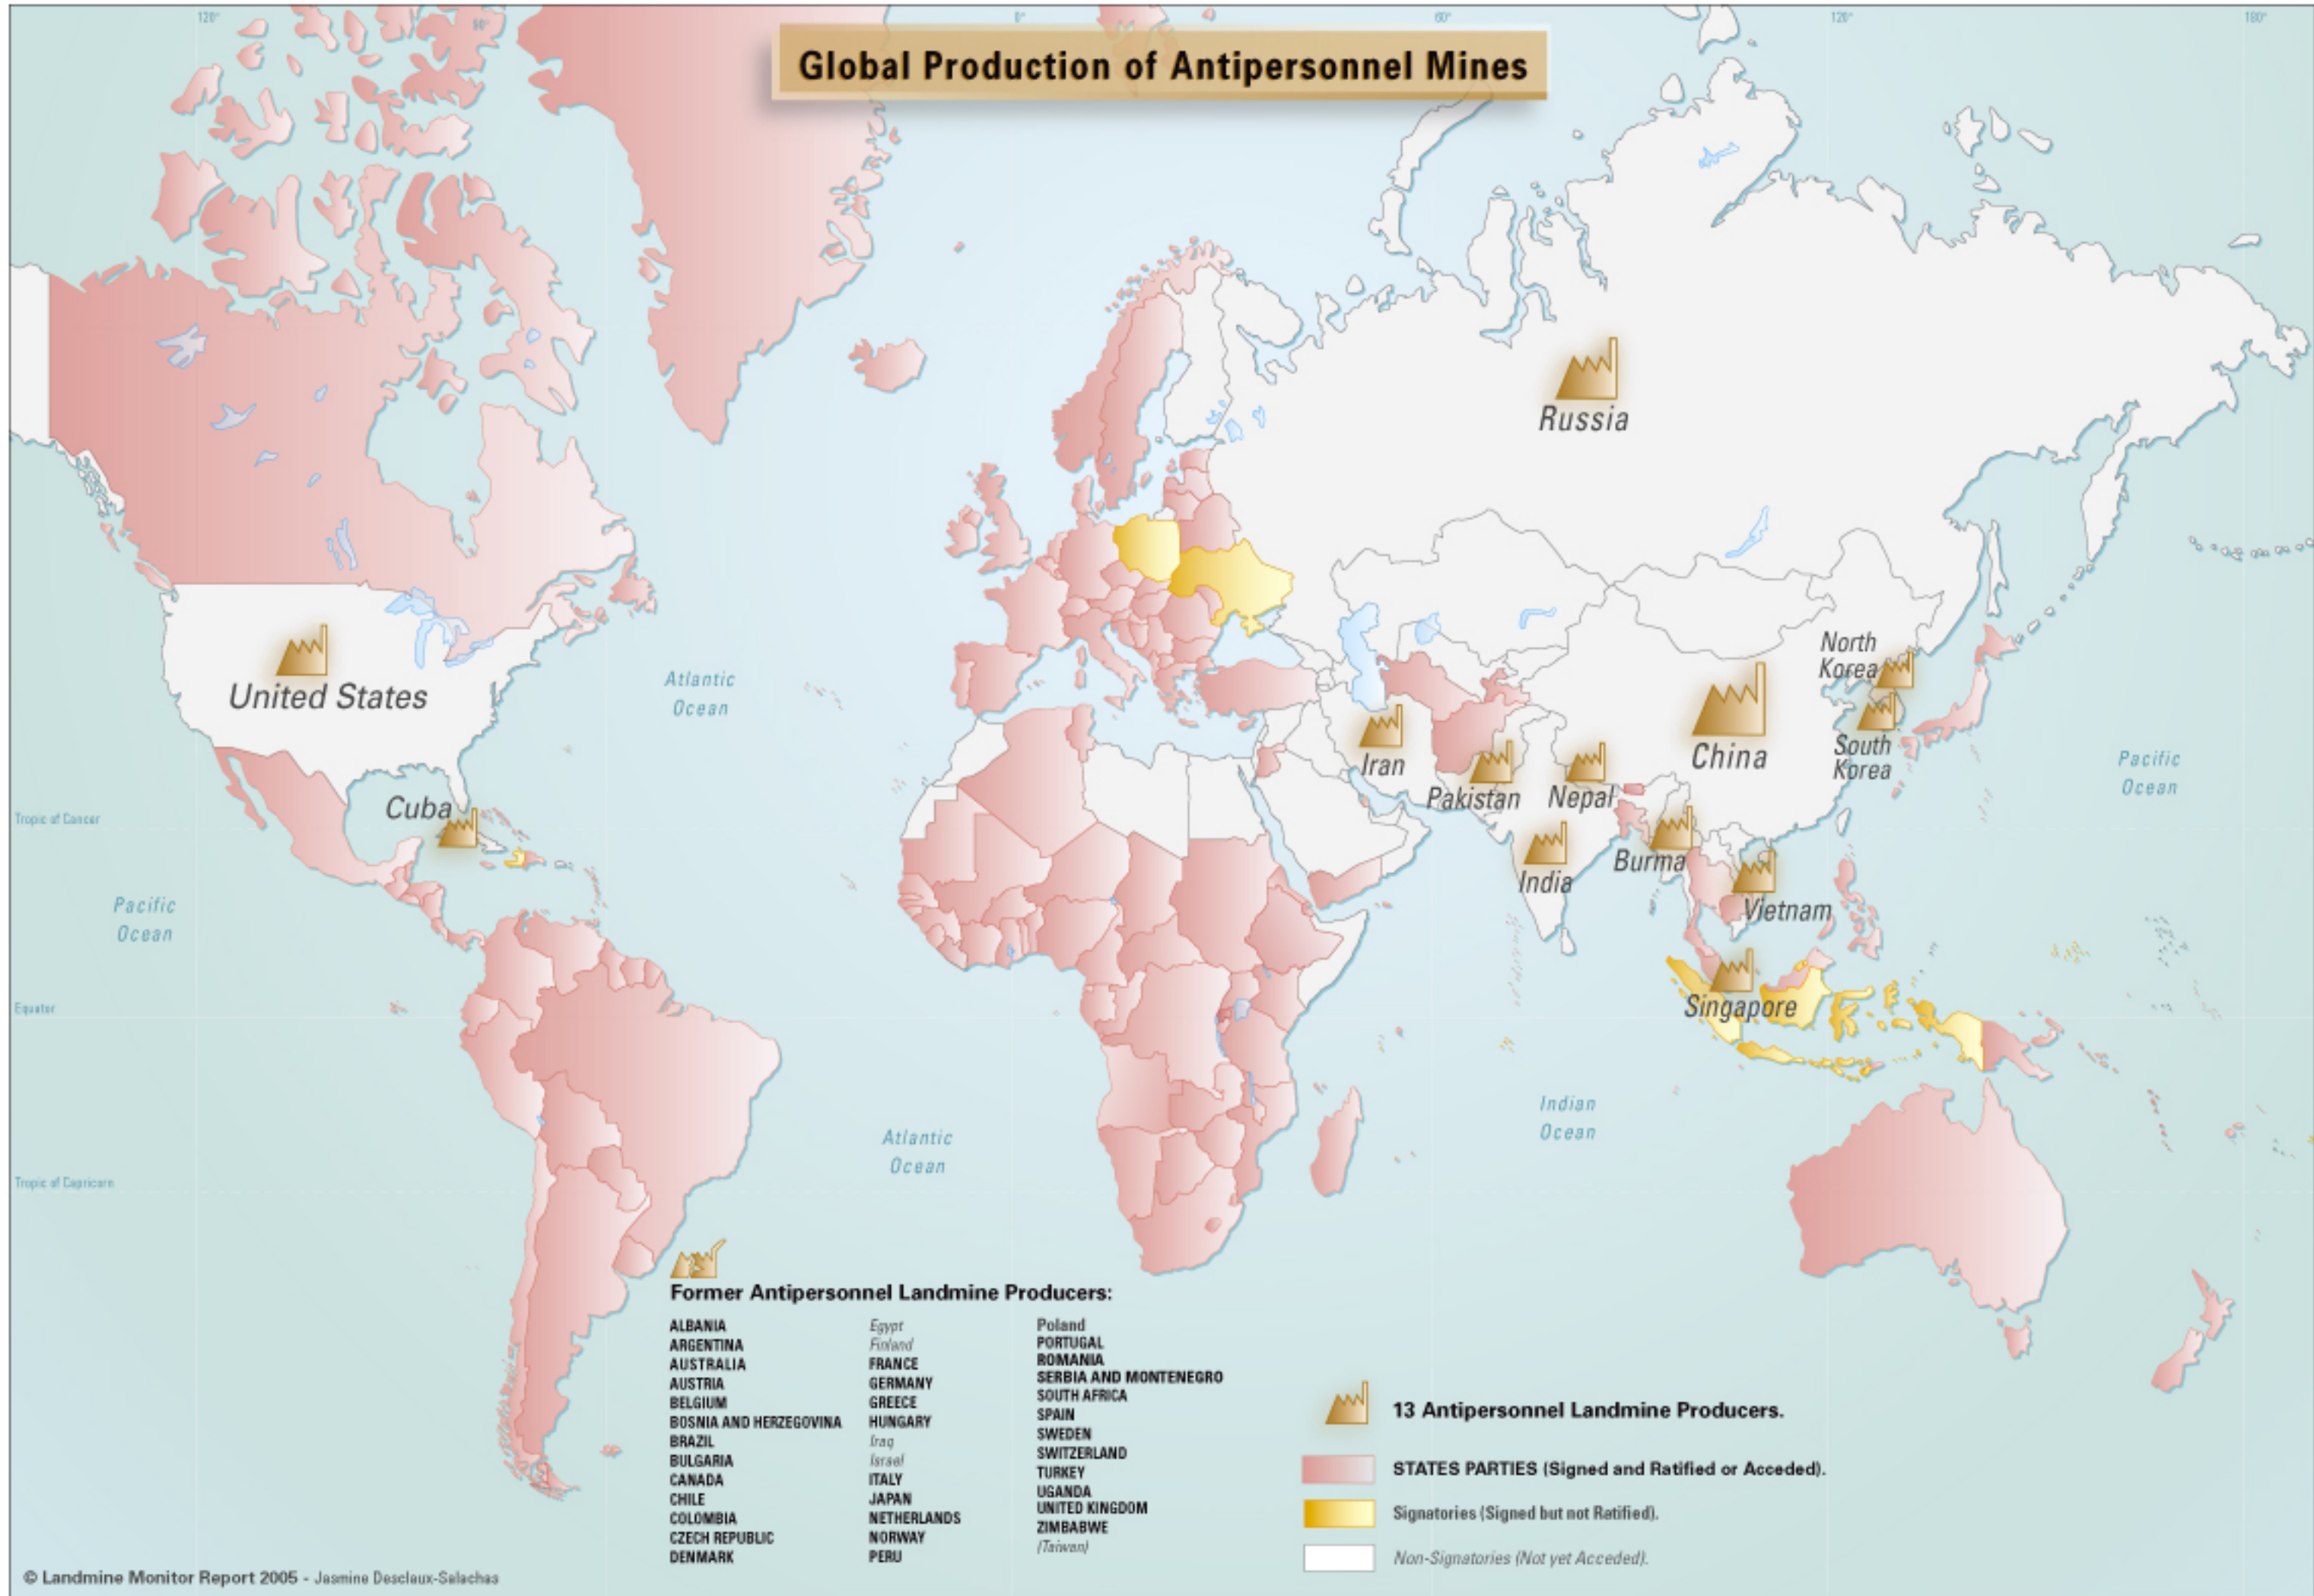 120°
90°
0°
60°
120°
180°
Global Production of Antipersonnel Mines
Russia
United States
Atlantic
Ocean
North
Korea
China
South
Korea
Iran
Pakistan
Nepal
Pacific
Ocean
Cuba
Tropic of Cancer
Burma
India
Vietnam
Pacific
Ocean
Singapore
Equator
Indian
Ocean
Atlantic
Ocean
Tropic of Capricorn
Former Antipersonnel Landmine Producers:
ALBANIA
ARGENTINA
AUSTRALIA
AUSTRIA
BELGIUM
BOSNIA AND HERZEGOVINA
BRAZIL
BULGARIA
CANADA
CHILE
COLOMBIA
CZECH REPUBLIC
DENMARK
Egypt
Finland
FRANCE
GERMANY
GREECE
HUNGARY
Iraq
Israel
ITALY
JAPAN
NETHERLANDS
NORWAY
PERU
Poland
PORTUGAL
ROMANIA
SERBIA AND MONTENEGRO
SOUTH AFRICA
SPAIN
SWEDEN
SWITZERLAND
TURKEY
UGANDA
UNITED KINGDOM
ZIMBABWE
(Taiwan)
13 Antipersonnel Landmine Producers.
STATES PARTIES (Signed and Ratified or Acceded).
Signatories (Signed but not Ratified).
Non-Signatories (Not yet Acceded).
© Landmine Monitor Report 2005 - Jasmine Desclaux-Salachas